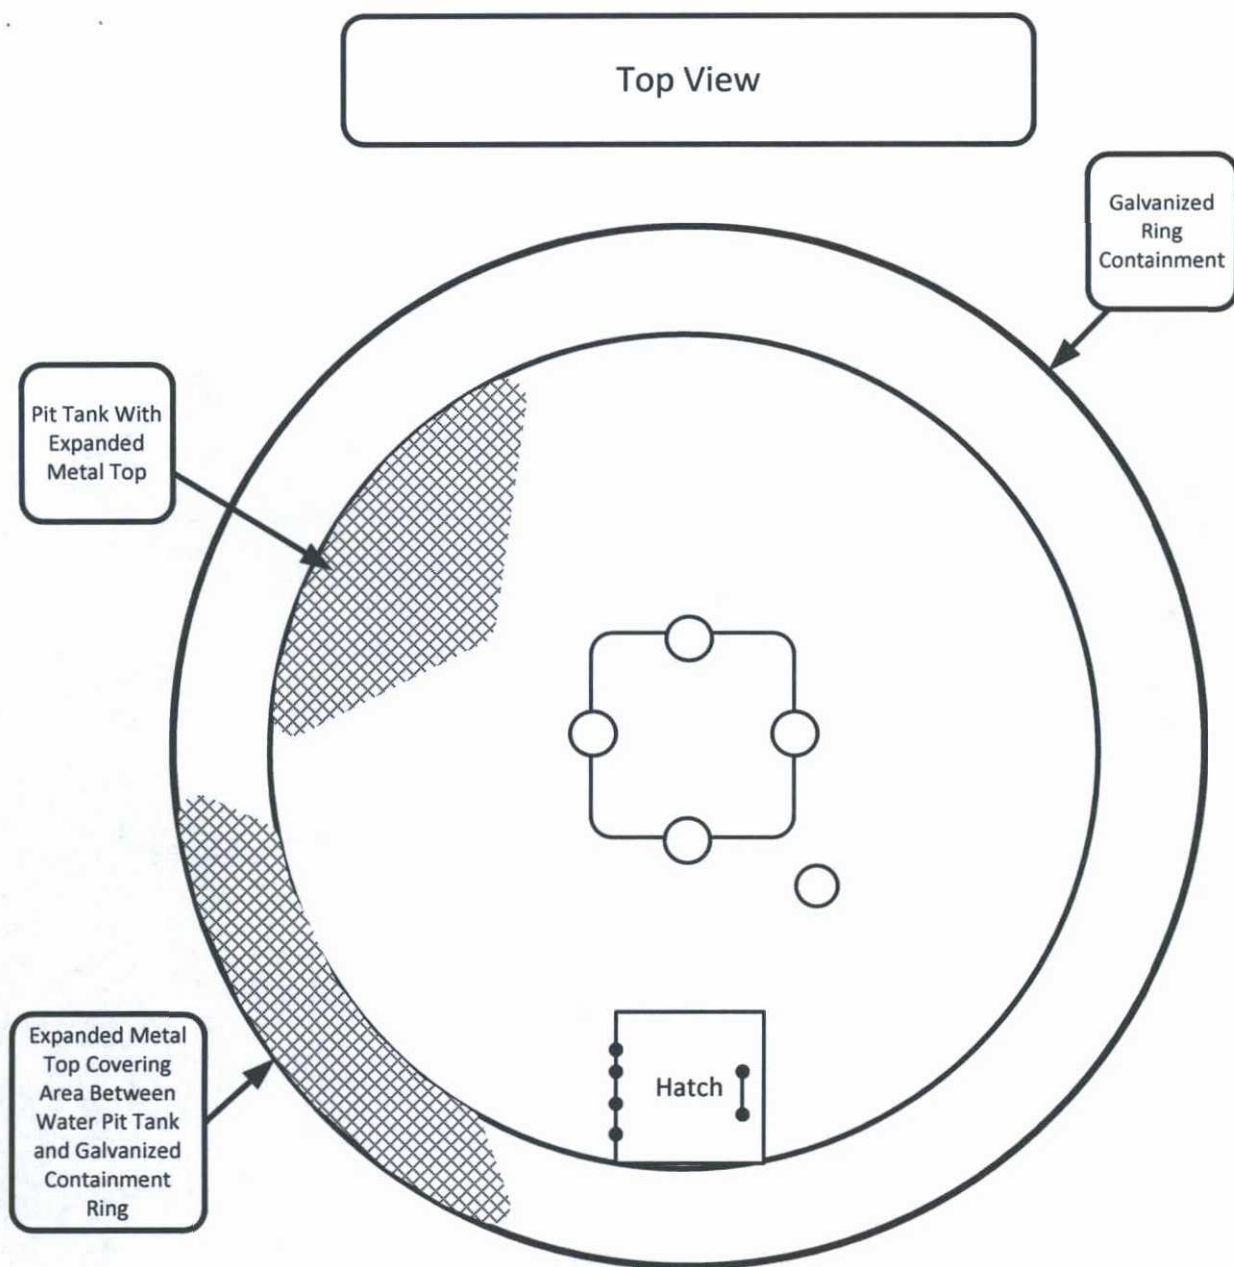 Top View
Galvanized
Ring
Containment
Pit Tank With
Expanded
Metal Top
Expanded Metal
Top Covering
Area Between
Water Pit Tank
and Galvanized
Containment
Ring
Hatch